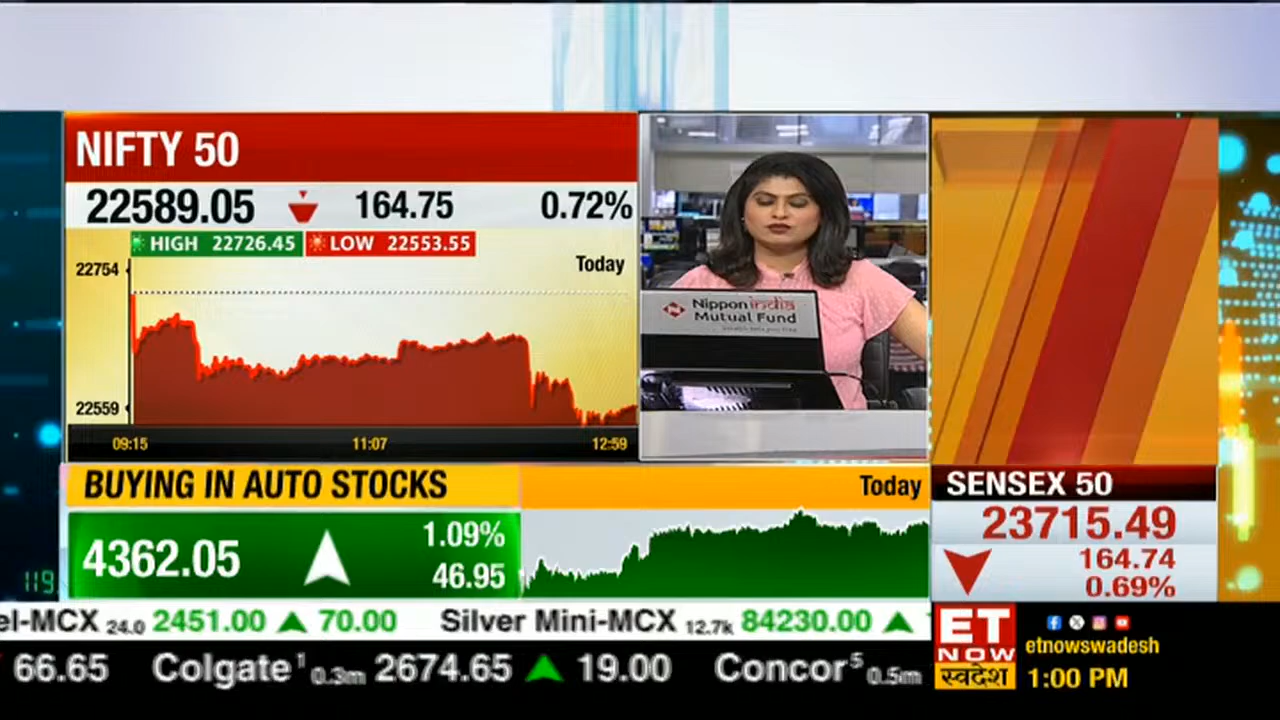 NIFTY 50
22589.05 164.75 0.72%
HIGH 22726.45 LOW 22553.55
Today
22754
22559
09:15 11:07 12:59
Nippon india
Mutual Fund
BUYING IN AUTO STOCKS Today
4362.05
1.09%
46.95
SENSEX 50
23715.49
164.74
0.69%
119
el-MCX 24.0 2451.00 70.00 Silver Mini-MCX 12.7k 84230.00
66.65 Colgate 1 0.3m 2674.65 19.00 Concor 5 0.5m
ET
NOW
स्वदेश
etnowswadesh
1:00 PM